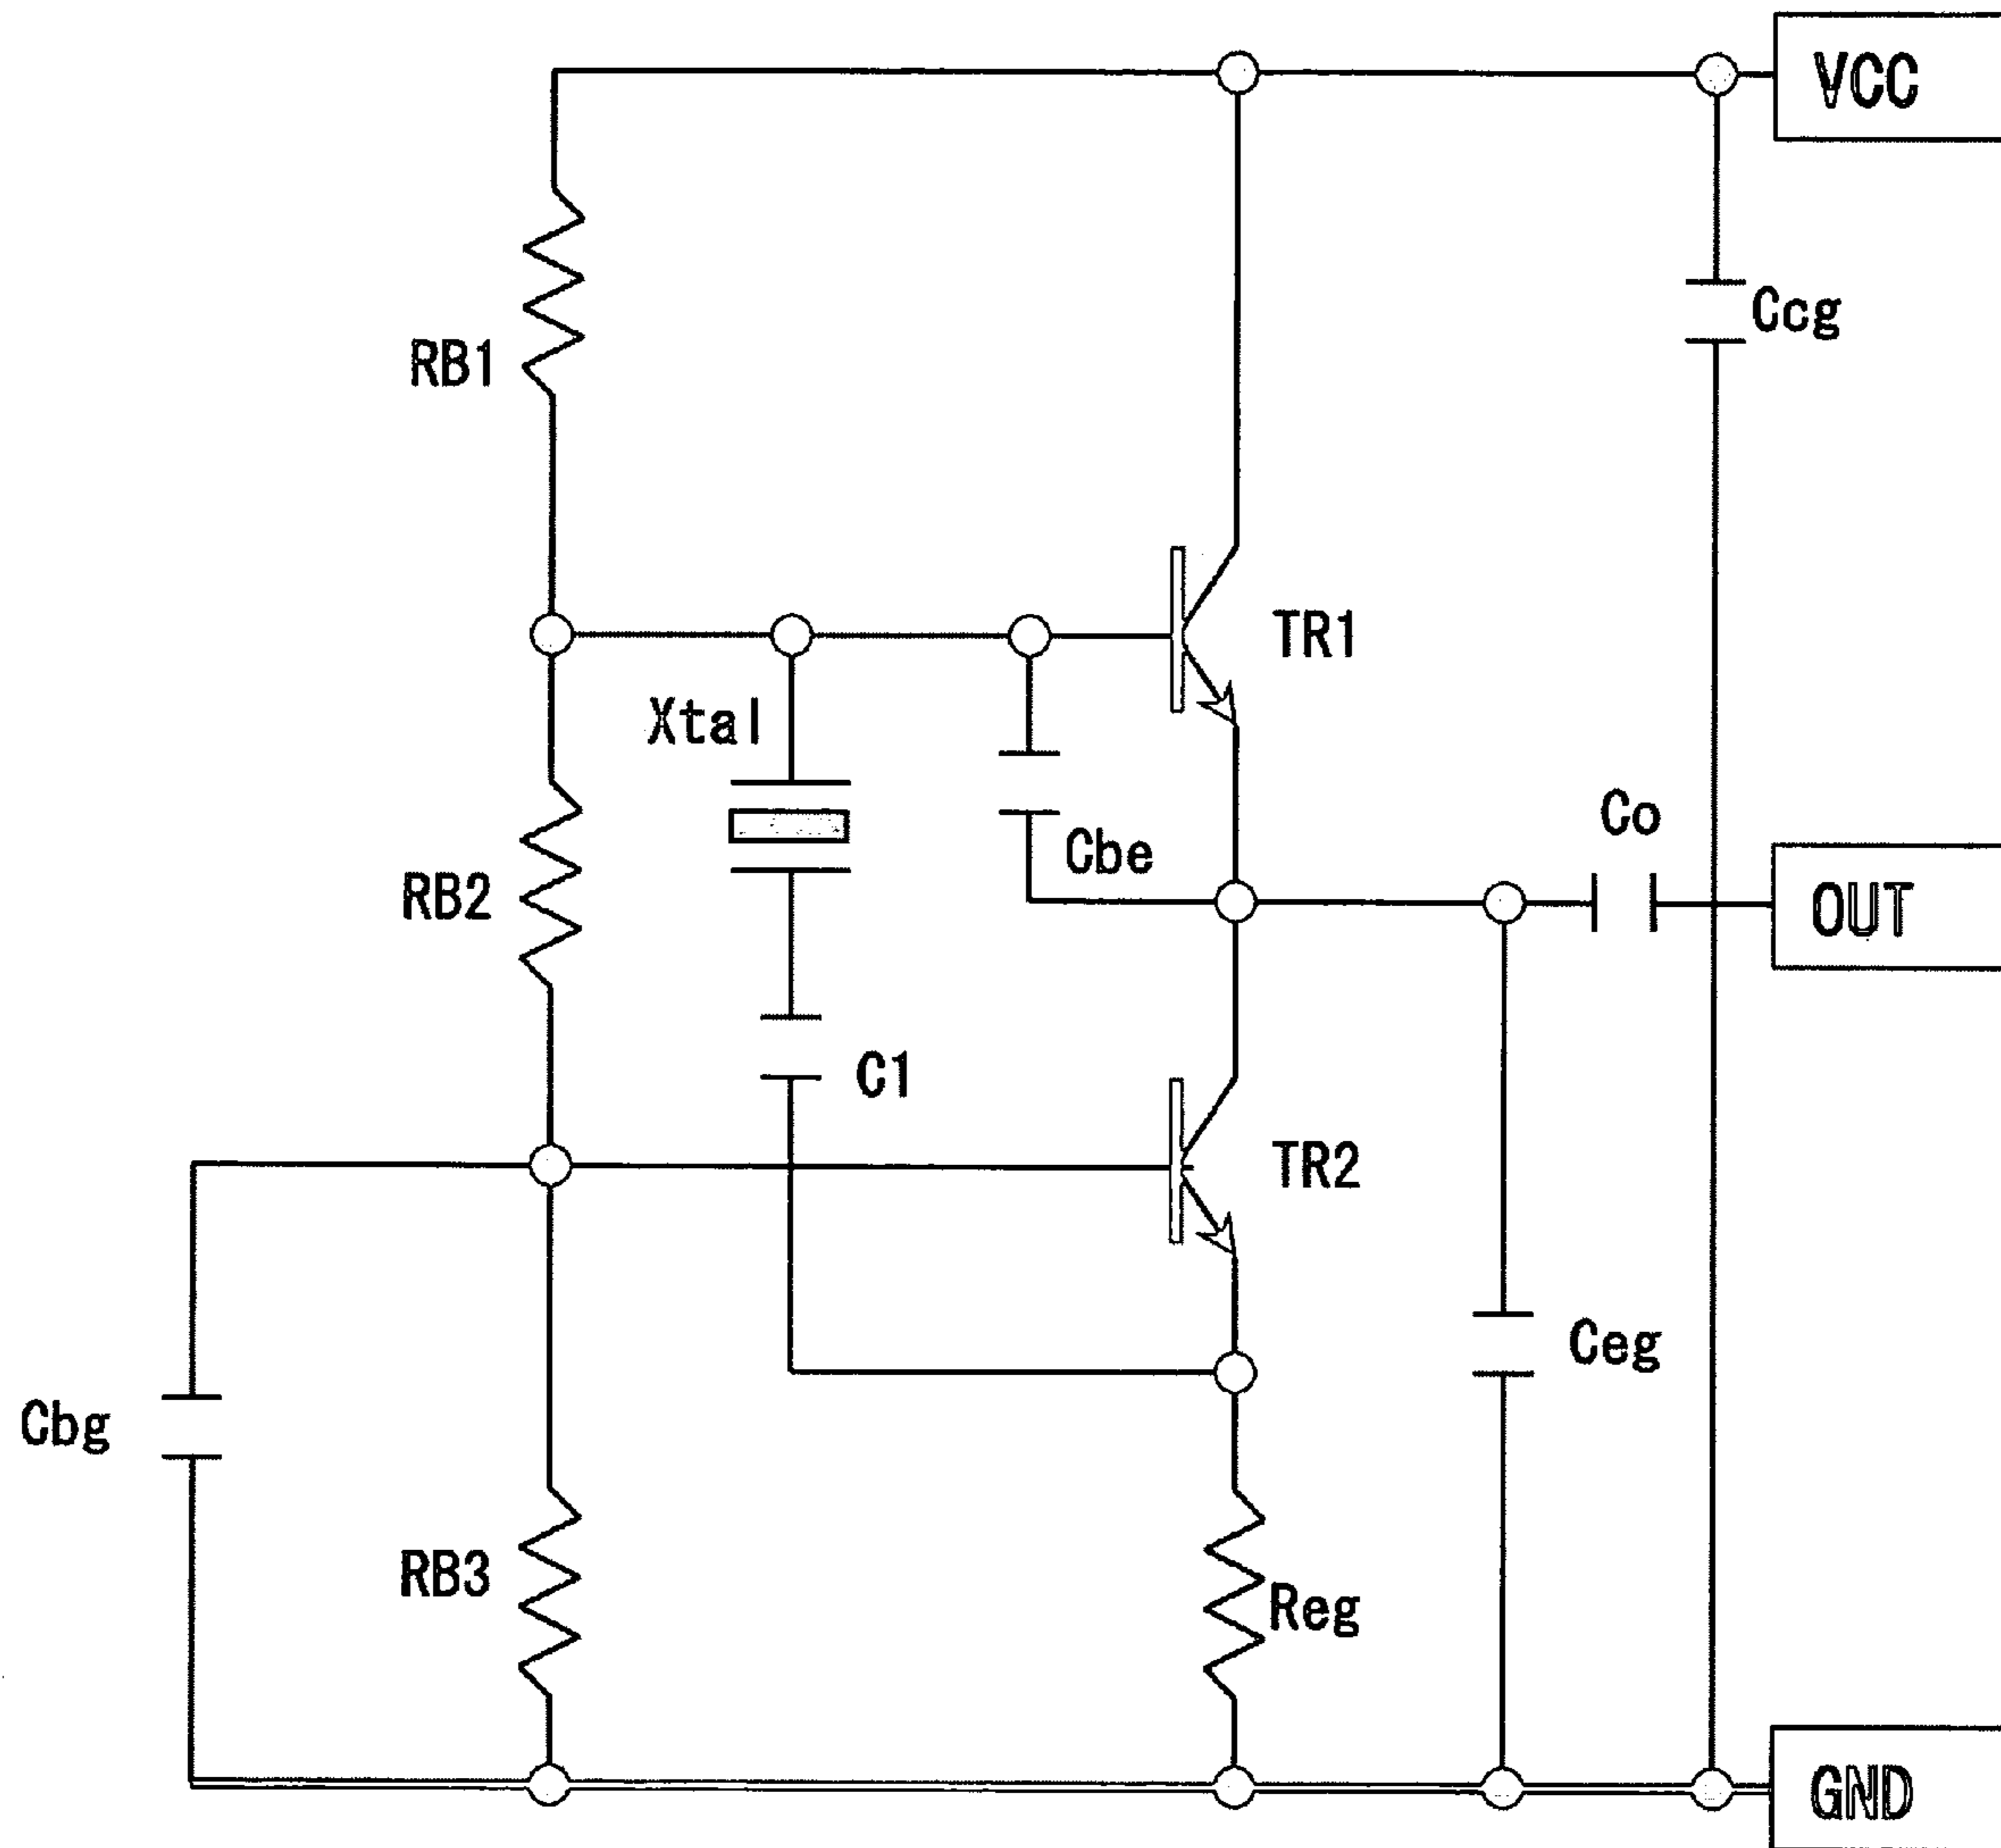 VCC
Ccg
RB1
TR1
Xtal
Co
Cbe
RB2
OUT
C1
TR2
Ceg
Cbg
RB3
Reg
GND